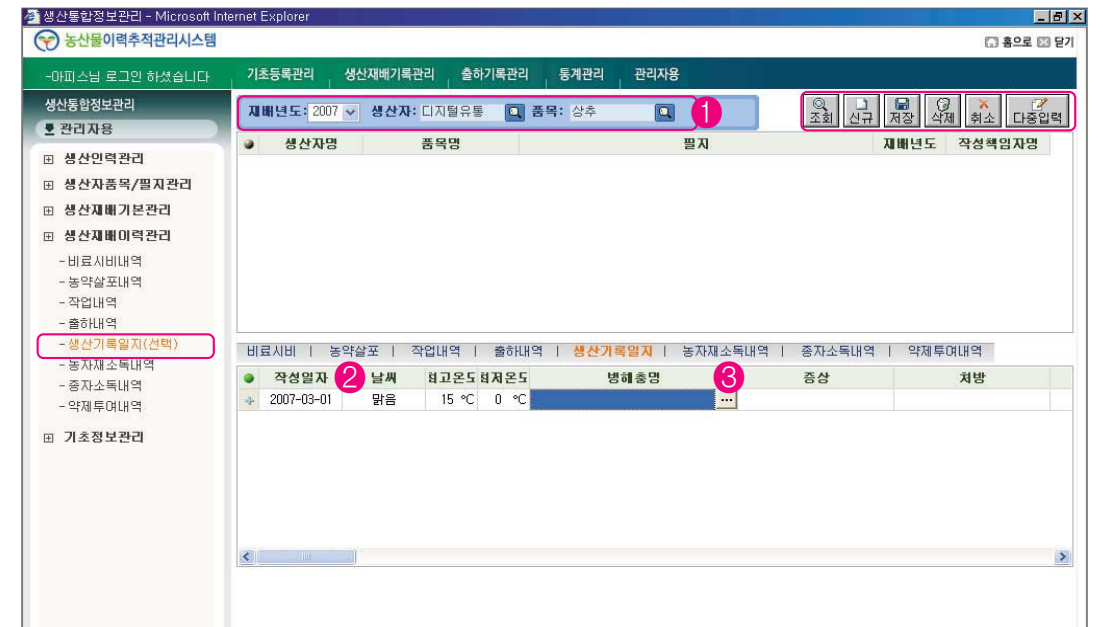 생산통합정보관리 - Microsoft Internet Explorer
농산물이력추적관리시스템
홈으로 닫기
-아피스님 로그인 하셨습니다
기초등록관리 생산재배기록관리 출하기록관리 통계관리 관리자용
생산통합정보관리
관리자용
재배년도: 2007 생산자: 디지털유통 품목: 상추 1
조회 신규 저장 삭제 취소 다중입력
생산자명 품목명 필지 재배년도 작성책임자명
생산인력관리
생산자품목/필지관리
생산재배기본관리
생산재배이력관리
-비료시비내역
-농약살포내역
-작업내역
-출하내역
-생산기록일지(선택)
-농자재소독내역
-종자소독내역
-약제투여내역
기초정보관리
비료시비 | 농약살포 | 작업내역 | 출하내역 | 생산기록일지 | 농자재소독내역 | 종자소독내역 | 약제투여내역
작성일자 2 날씨 최고온도 최저온도 병해충명 3 증상 처방
2007-03-01 맑음 15 ℃ 0 ℃ ...